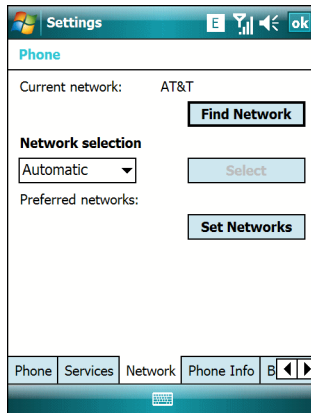 Settings E ok
Phone
Current network: AT&T
Find Network
Network selection
Automatic Select
Preferred networks:
Set Networks
Phone Services Network Phone Info B